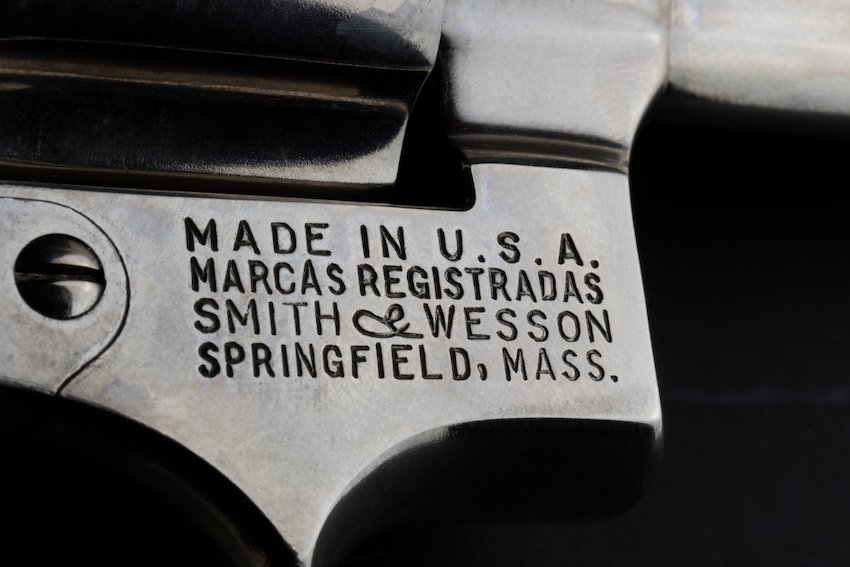 MADE IN U.S.A.
MARCAS REGISTRADAS
SMITH & WESSON
SPRINGFIELD, MASS.